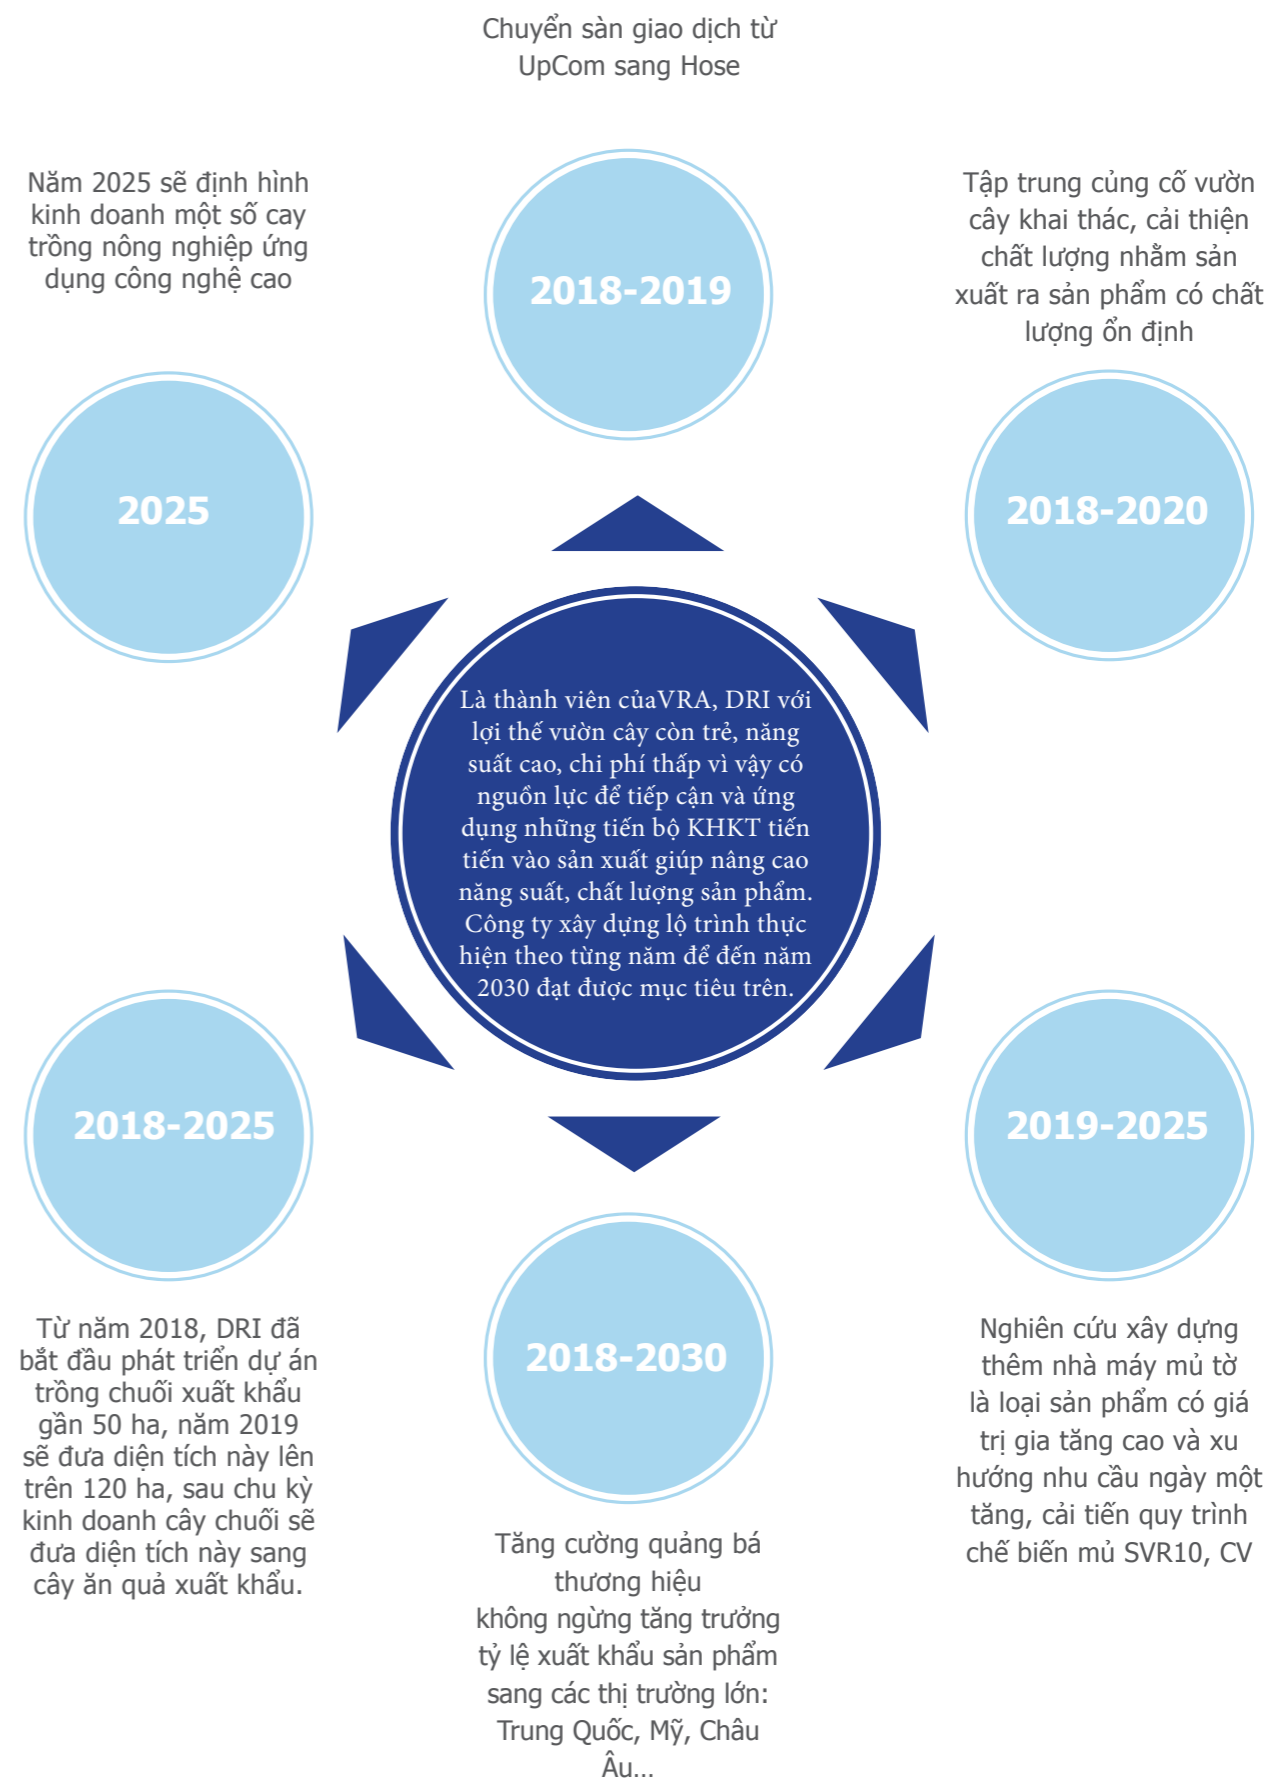 Chuyển sàn giao dịch từ
UpCom sang Hose
2018-2019
Năm 2025 sẽ định hình
kinh doanh một số cay
trồng nông nghiệp ứng
dụng công nghệ cao
2025
Tập trung củng cố vườn
cây khai thác, cải thiện
chất lượng nhằm sản
xuất ra sản phẩm có chất
lượng ổn định
2018-2020
Là thành viên củaVRA, DRI với
lợi thế vườn cây còn trẻ, năng
suất cao, chi phí thấp vì vậy có
nguồn lực để tiếp cận và ứng
dụng những tiến bộ KHKT tiến
tiến vào sản xuất giúp nâng cao
năng suất, chất lượng sản phẩm.
Công ty xây dựng lộ trình thực
hiện theo từng năm để đến năm
2030 đạt được mục tiêu trên.
2018-2025
Từ năm 2018, DRI đã
bắt đầu phát triển dự án
trồng chuối xuất khẩu
gần 50 ha, năm 2019
sẽ đưa diện tích này lên
trên 120 ha, sau chu kỳ
kinh doanh cây chuối sẽ
đưa diện tích này sang
cây ăn quả xuất khẩu.
2018-2030
Tăng cường quảng bá
thương hiệu
không ngừng tăng trưởng
tỷ lệ xuất khẩu sản phẩm
sang các thị trường lớn:
Trung Quốc, Mỹ, Châu
Âu...
2019-2025
Nghiên cứu xây dựng
thêm nhà máy mủ tờ
là loại sản phẩm có giá
trị gia tăng cao và xu
hướng nhu cầu ngày một
tăng, cải tiến quy trình
chế biến mủ SVR10, CV